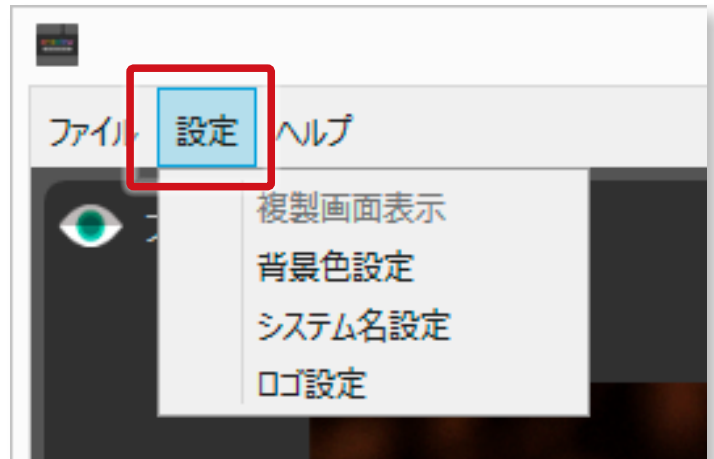 ファイル 設定 ヘルプ
複製画面表示
背景色設定
システム名設定
ロゴ設定